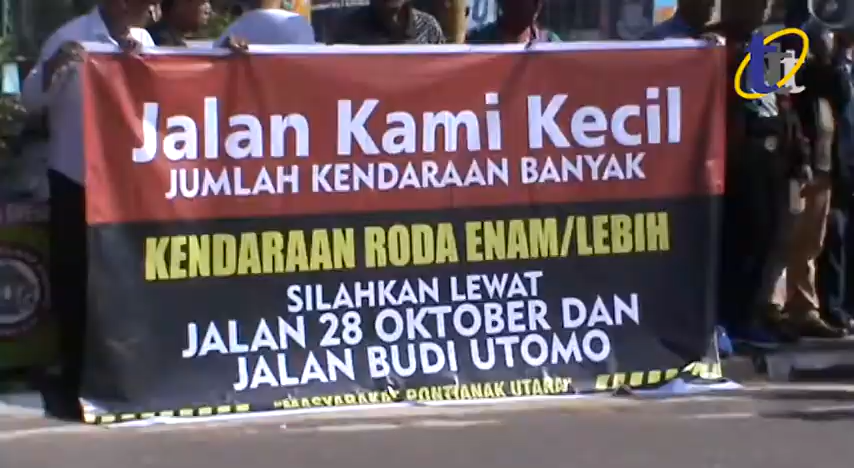 Jalan Kami Kecil
JUMLAH KENDARAAN BANYAK
KENDARAAN RODA ENAM/LEBIH
SILAHKAN LEWAT
JALAN 28 OKTOBER DAN
JALAN BUDI UTOMO
"MASYARAKAT PONTIANAK UTARA"